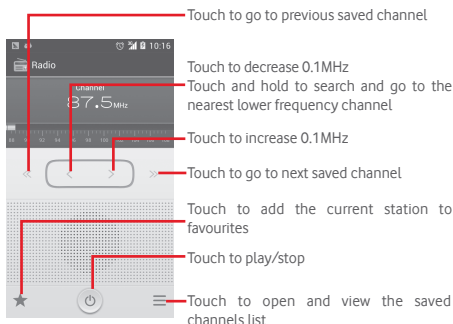 Touch to go to previous saved channel
10:16
Radio
Touch to decrease 0.1MHz
Touch and hold to search and go to the
nearest lower frequency channel
Channel
87.5MHz
Touch to increase 0.1MHz
Touch to go to next saved channel
Touch to add the current station to
favourites
Touch to play/stop
Touch to open and view the saved
channels list